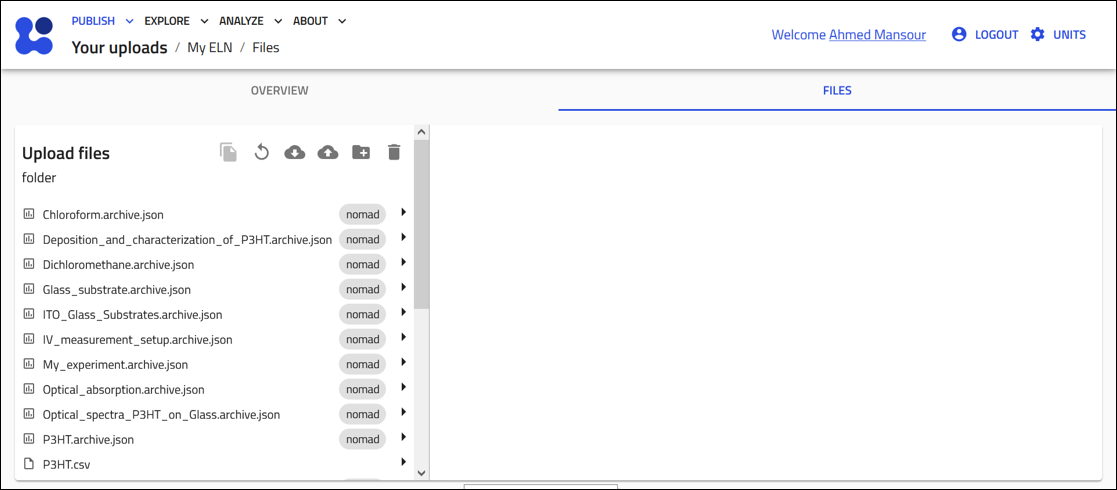 PUBLISH EXPLORE ANALYZE ABOUT
Your uploads / My ELN / Files
Welcome Ahmed Mansour LOGOUT UNITS
OVERVIEW FILES
Upload files
folder
Chloroform.archive.json nomad
Deposition_and_characterization_of_P3HT.archive.json nomad
Dichloromethane.archive.json nomad
Glass_substrate.archive.json nomad
ITO_Glass_Substrates.archive.json nomad
IV_measurement_setup.archive.json nomad
My_experiment.archive.json nomad
Optical_absorption.archive.json nomad
Optical_spectra_P3HT_on_Glass.archive.json nomad
P3HT.archive.json nomad
P3HT.csv